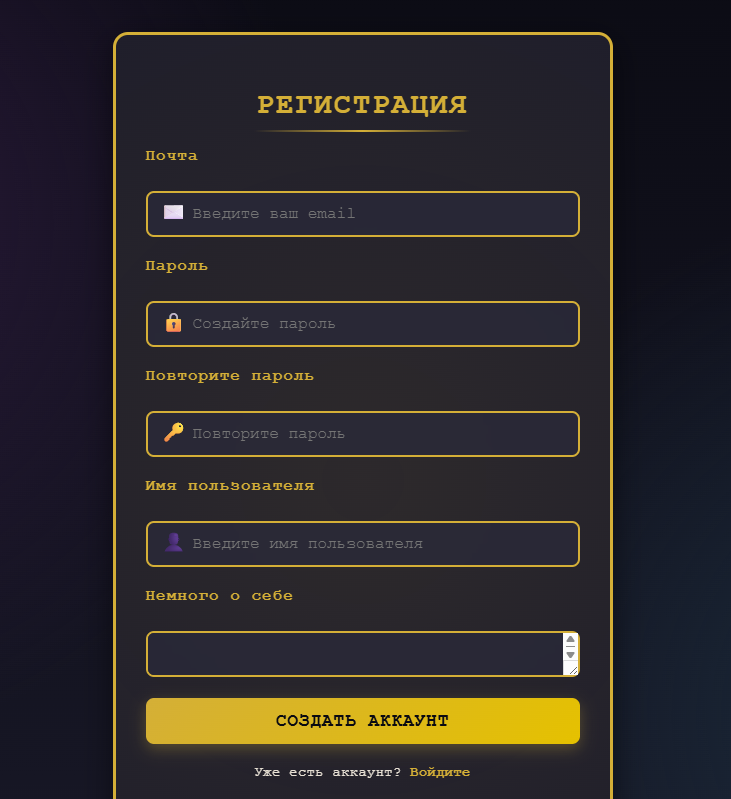 РЕГИСТРАЦИЯ
Почта
Введите ваш email
Пароль
Создайте пароль
Повторите пароль
Повторите пароль
Имя пользователя
Введите имя пользователя
Немного о себе
СОЗДАТЬ АККАУНТ
Уже есть аккаунт? Войдите